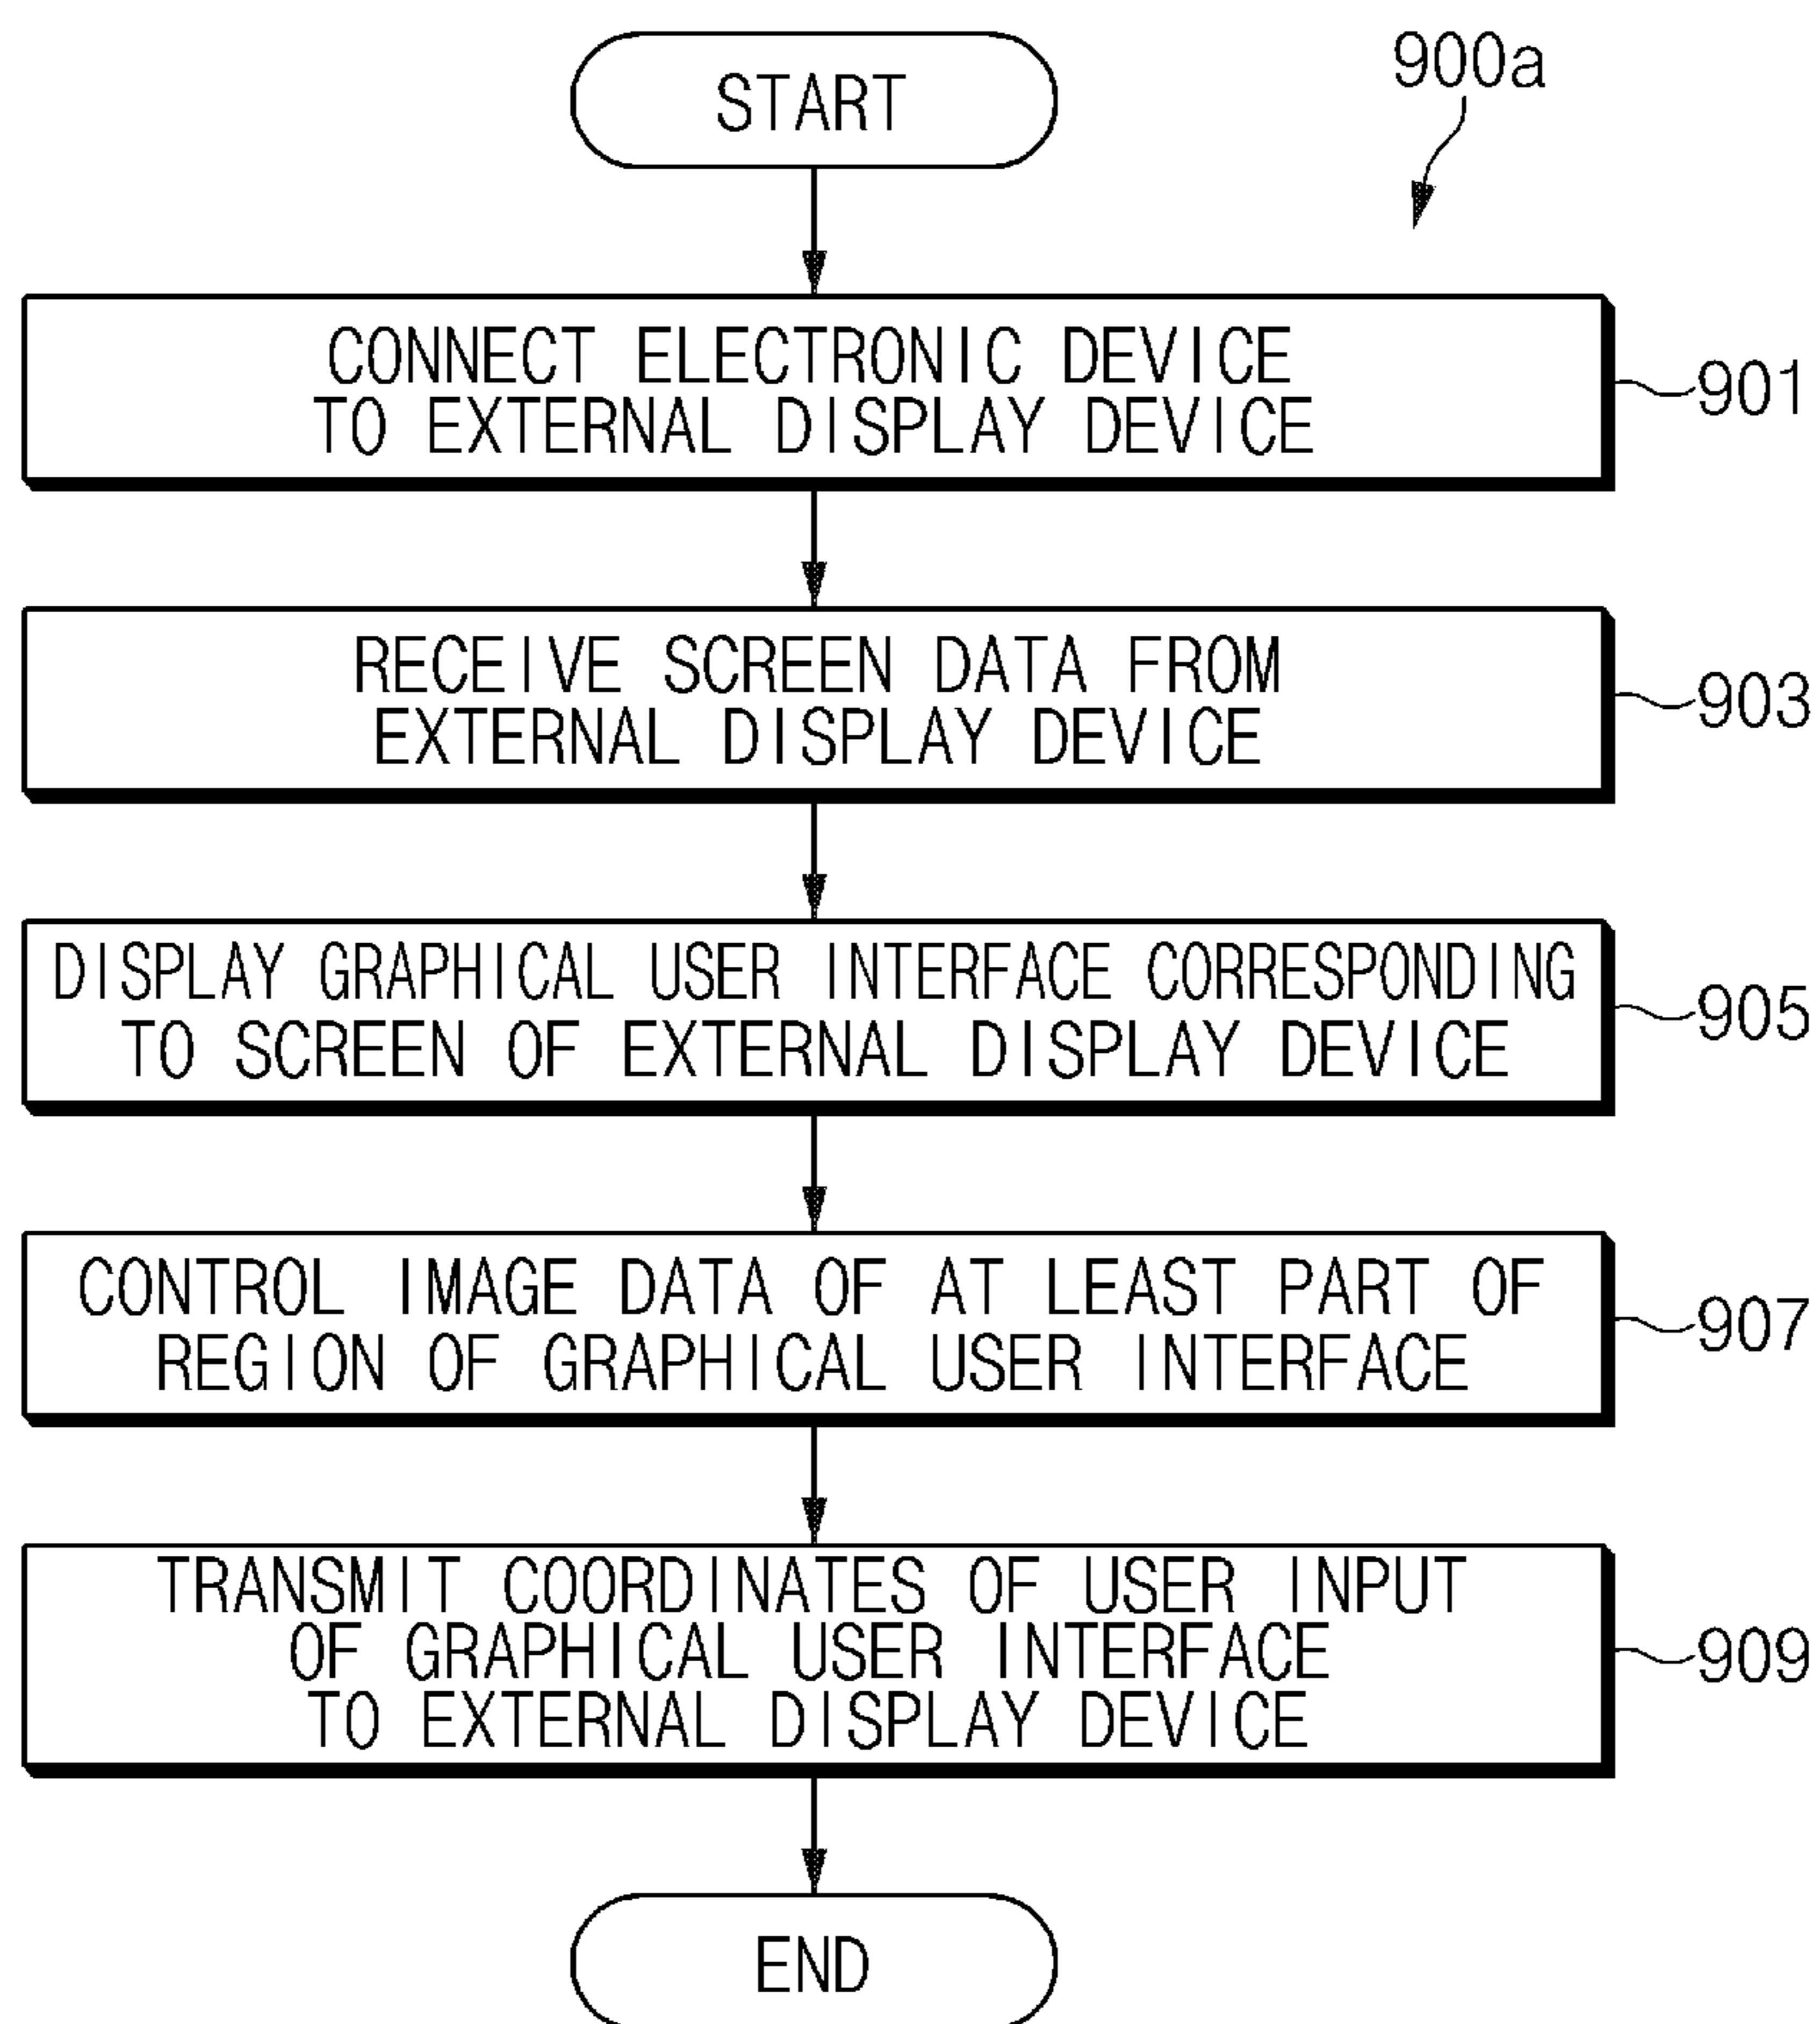 START
900a
CONNECT ELECTRONIC DEVICE
TO EXTERNAL DISPLAY DEVICE
901
RECEIVE SCREEN DATA FROM
EXTERNAL DISPLAY DEVICE
903
DISPLAY GRAPHICAL USER INTERFACE CORRESPONDING
TO SCREEN OF EXTERNAL DISPLAY DEVICE
905
CONTROL IMAGE DATA OF AT LEAST PART OF
REGION OF GRAPHICAL USER INTERFACE
907
TRANSMIT COORDINATES OF USER INPUT
OF GRAPHICAL USER INTERFACE
TO EXTERNAL DISPLAY DEVICE
909
END